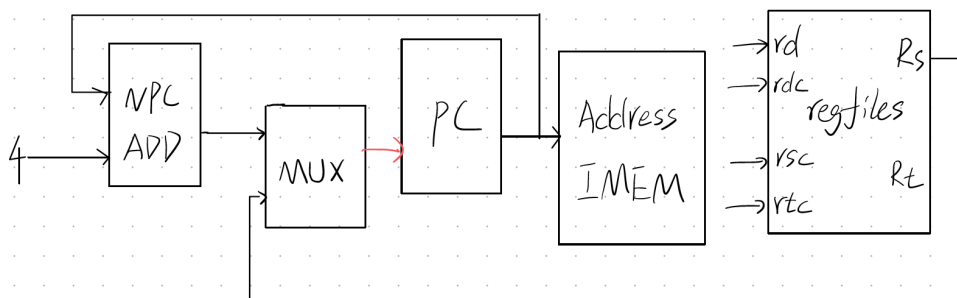 4
NPC
ADD
MUX
PC
Address
IMEM
rd
rdc
rsc
rtc
regfiles
Rs
Rt